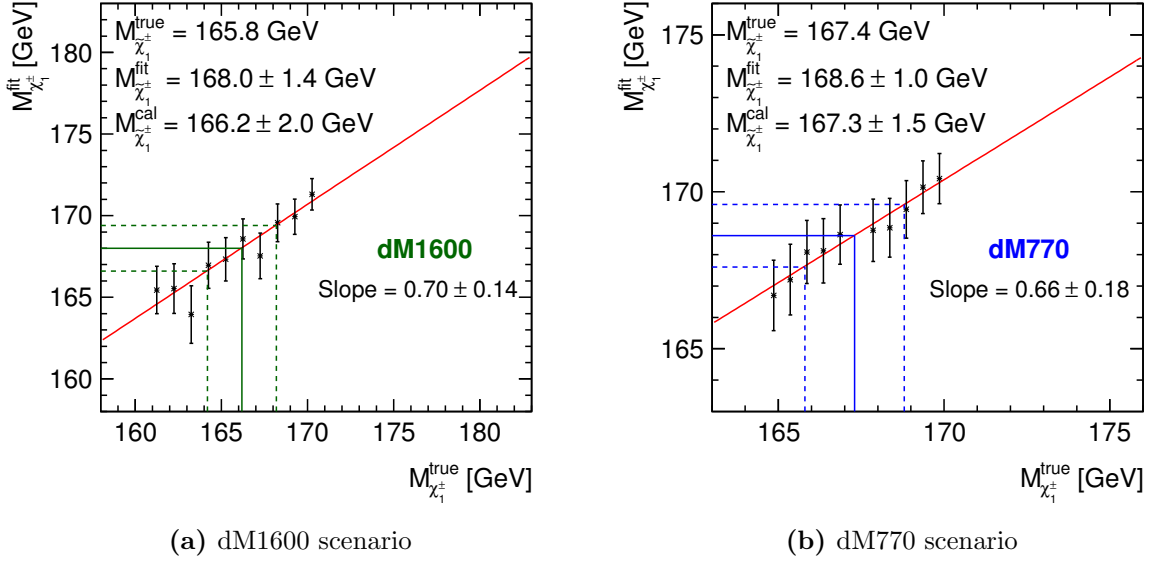 M^true_χ̃₁± = 165.8 GeV
M^fit_χ̃₁± = 168.0 ± 1.4 GeV
M^cal_χ̃₁± = 166.2 ± 2.0 GeV
dM1600
Slope = 0.70 ± 0.14
M^fit_χ̃₁± [GeV]
180
175
170
165
160
160 165 170 175 180
M^true_χ₁± [GeV]
(a) dM1600 scenario
M^true_χ̃₁± = 167.4 GeV
M^fit_χ̃₁± = 168.6 ± 1.0 GeV
M^cal_χ̃₁± = 167.3 ± 1.5 GeV
dM770
Slope = 0.66 ± 0.18
M^fit_χ̃₁± [GeV]
175
170
165
165 170 175
M^true_χ₁± [GeV]
(b) dM770 scenario